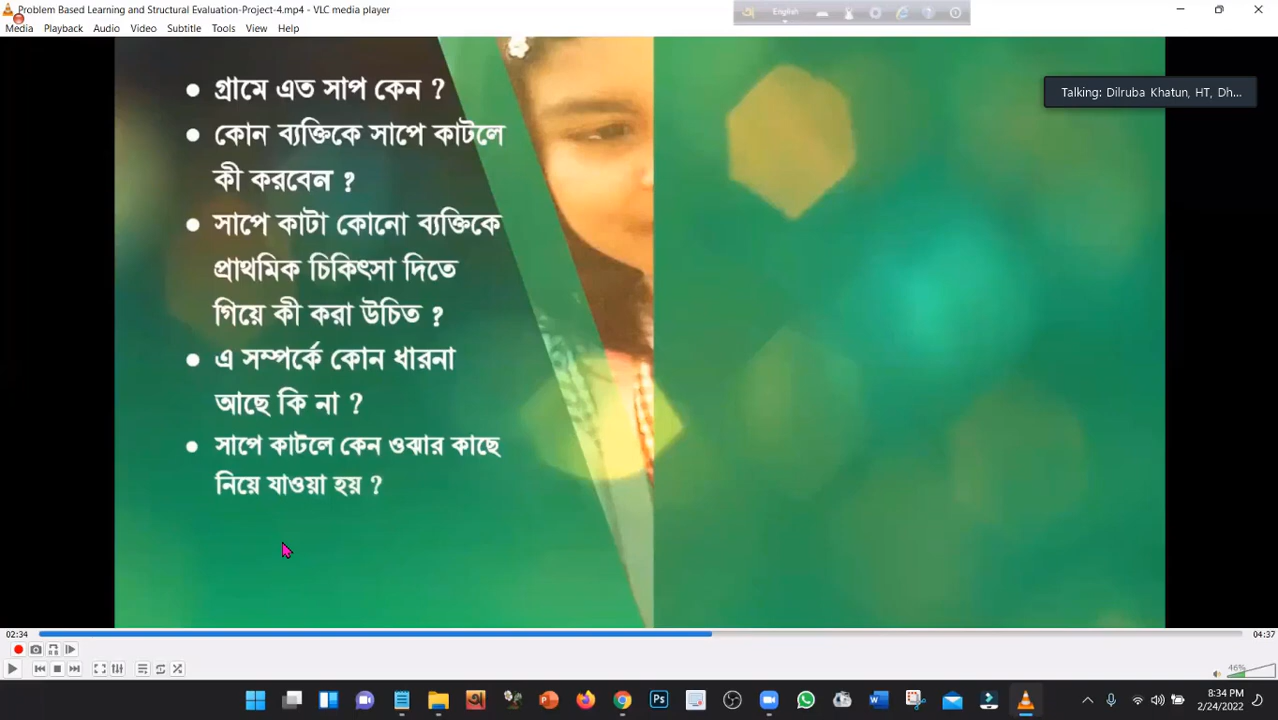 Problem Based Learning and Structural Evaluation-Project-4.mp4 - VLC media player
Media Playback Audio Video Subtitle Tools View Help
English
Talking: Dilruba Khatun, HT, Dh...
• গ্রামে এত সাপ কেন ?
• কোন ব্যক্তিকে সাপে কাটলে
কী করবেন ?
• সাপে কাটা কোনো ব্যক্তিকে
প্রাথমিক চিকিৎসা দিতে
গিয়ে কী করা উচিত ?
• এ সম্পর্কে কোন ধারনা
আছে কি না ?
• সাপে কাটলে কেন ওঝার কাছে
নিয়ে যাওয়া হয় ?
02:34
04:37
46%
8:34 PM
2/24/2022